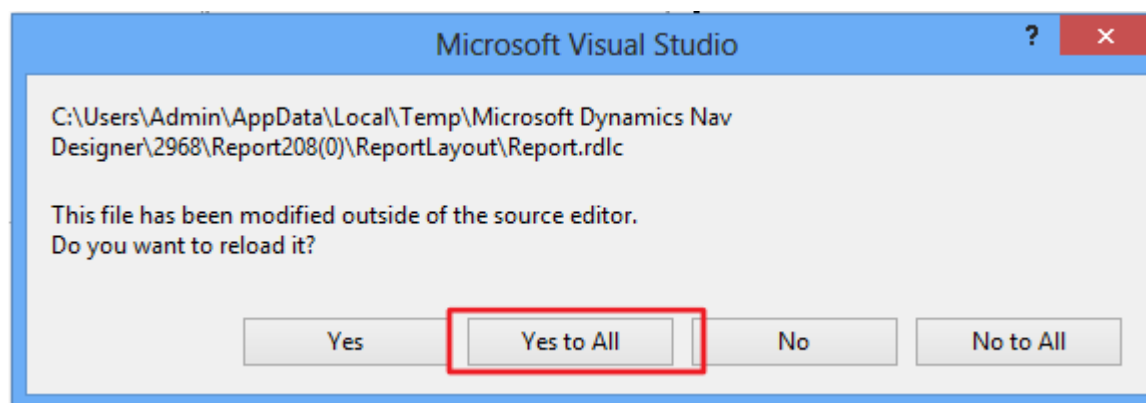 Microsoft Visual Studio
?
C:\Users\Admin\AppData\Local\Temp\Microsoft Dynamics Nav
Designer\2968\Report208(0)\ReportLayout\Report.rdlc
This file has been modified outside of the source editor.
Do you want to reload it?
Yes
Yes to All
No
No to All